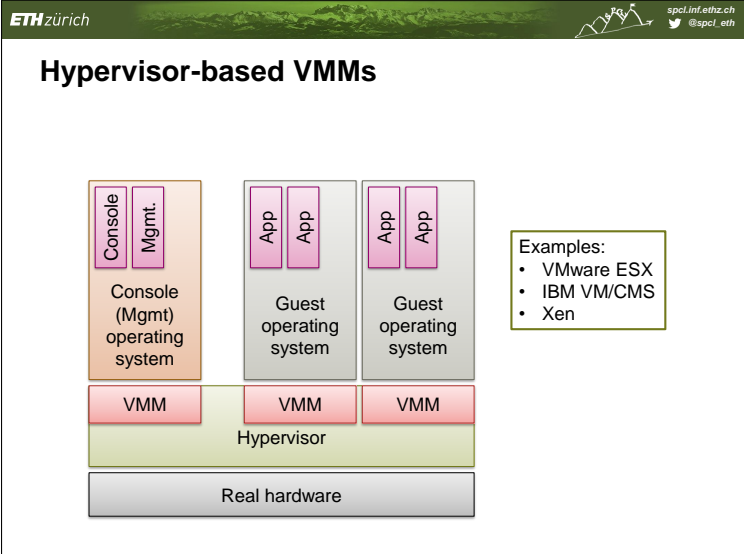 ETH zürich
spcl.inf.ethz.ch
@spcl_eth
Hypervisor-based VMMs
Console
Mgmt.
Console
(Mgmt)
operating
system
App
App
Guest
operating
system
App
App
Guest
operating
system
Examples:
• VMware ESX
• IBM VM/CMS
• Xen
VMM
VMM
VMM
Hypervisor
Real hardware